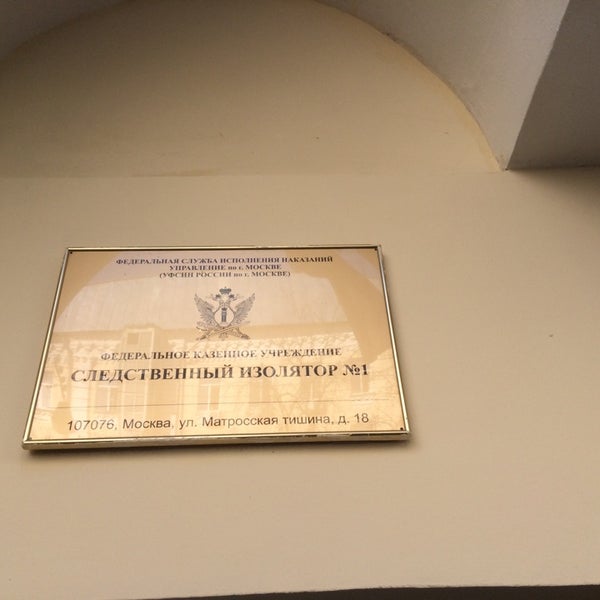 ФЕДЕРАЛЬНАЯ СЛУЖБА ИСПОЛНЕНИЯ НАКАЗАНИЙ
УПРАВЛЕНИЕ по г. МОСКВЕ
(УФСИН РОССИИ по г. МОСКВЕ)
ФЕДЕРАЛЬНОЕ КАЗЕННОЕ УЧРЕЖДЕНИЕ
СЛЕДСТВЕННЫЙ ИЗОЛЯТОР №1
107076, Москва, ул. Матросская тишина, д. 18